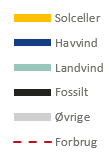 Solceller
Havvind
Landvind
Fossilt
Øvrige
Forbrug